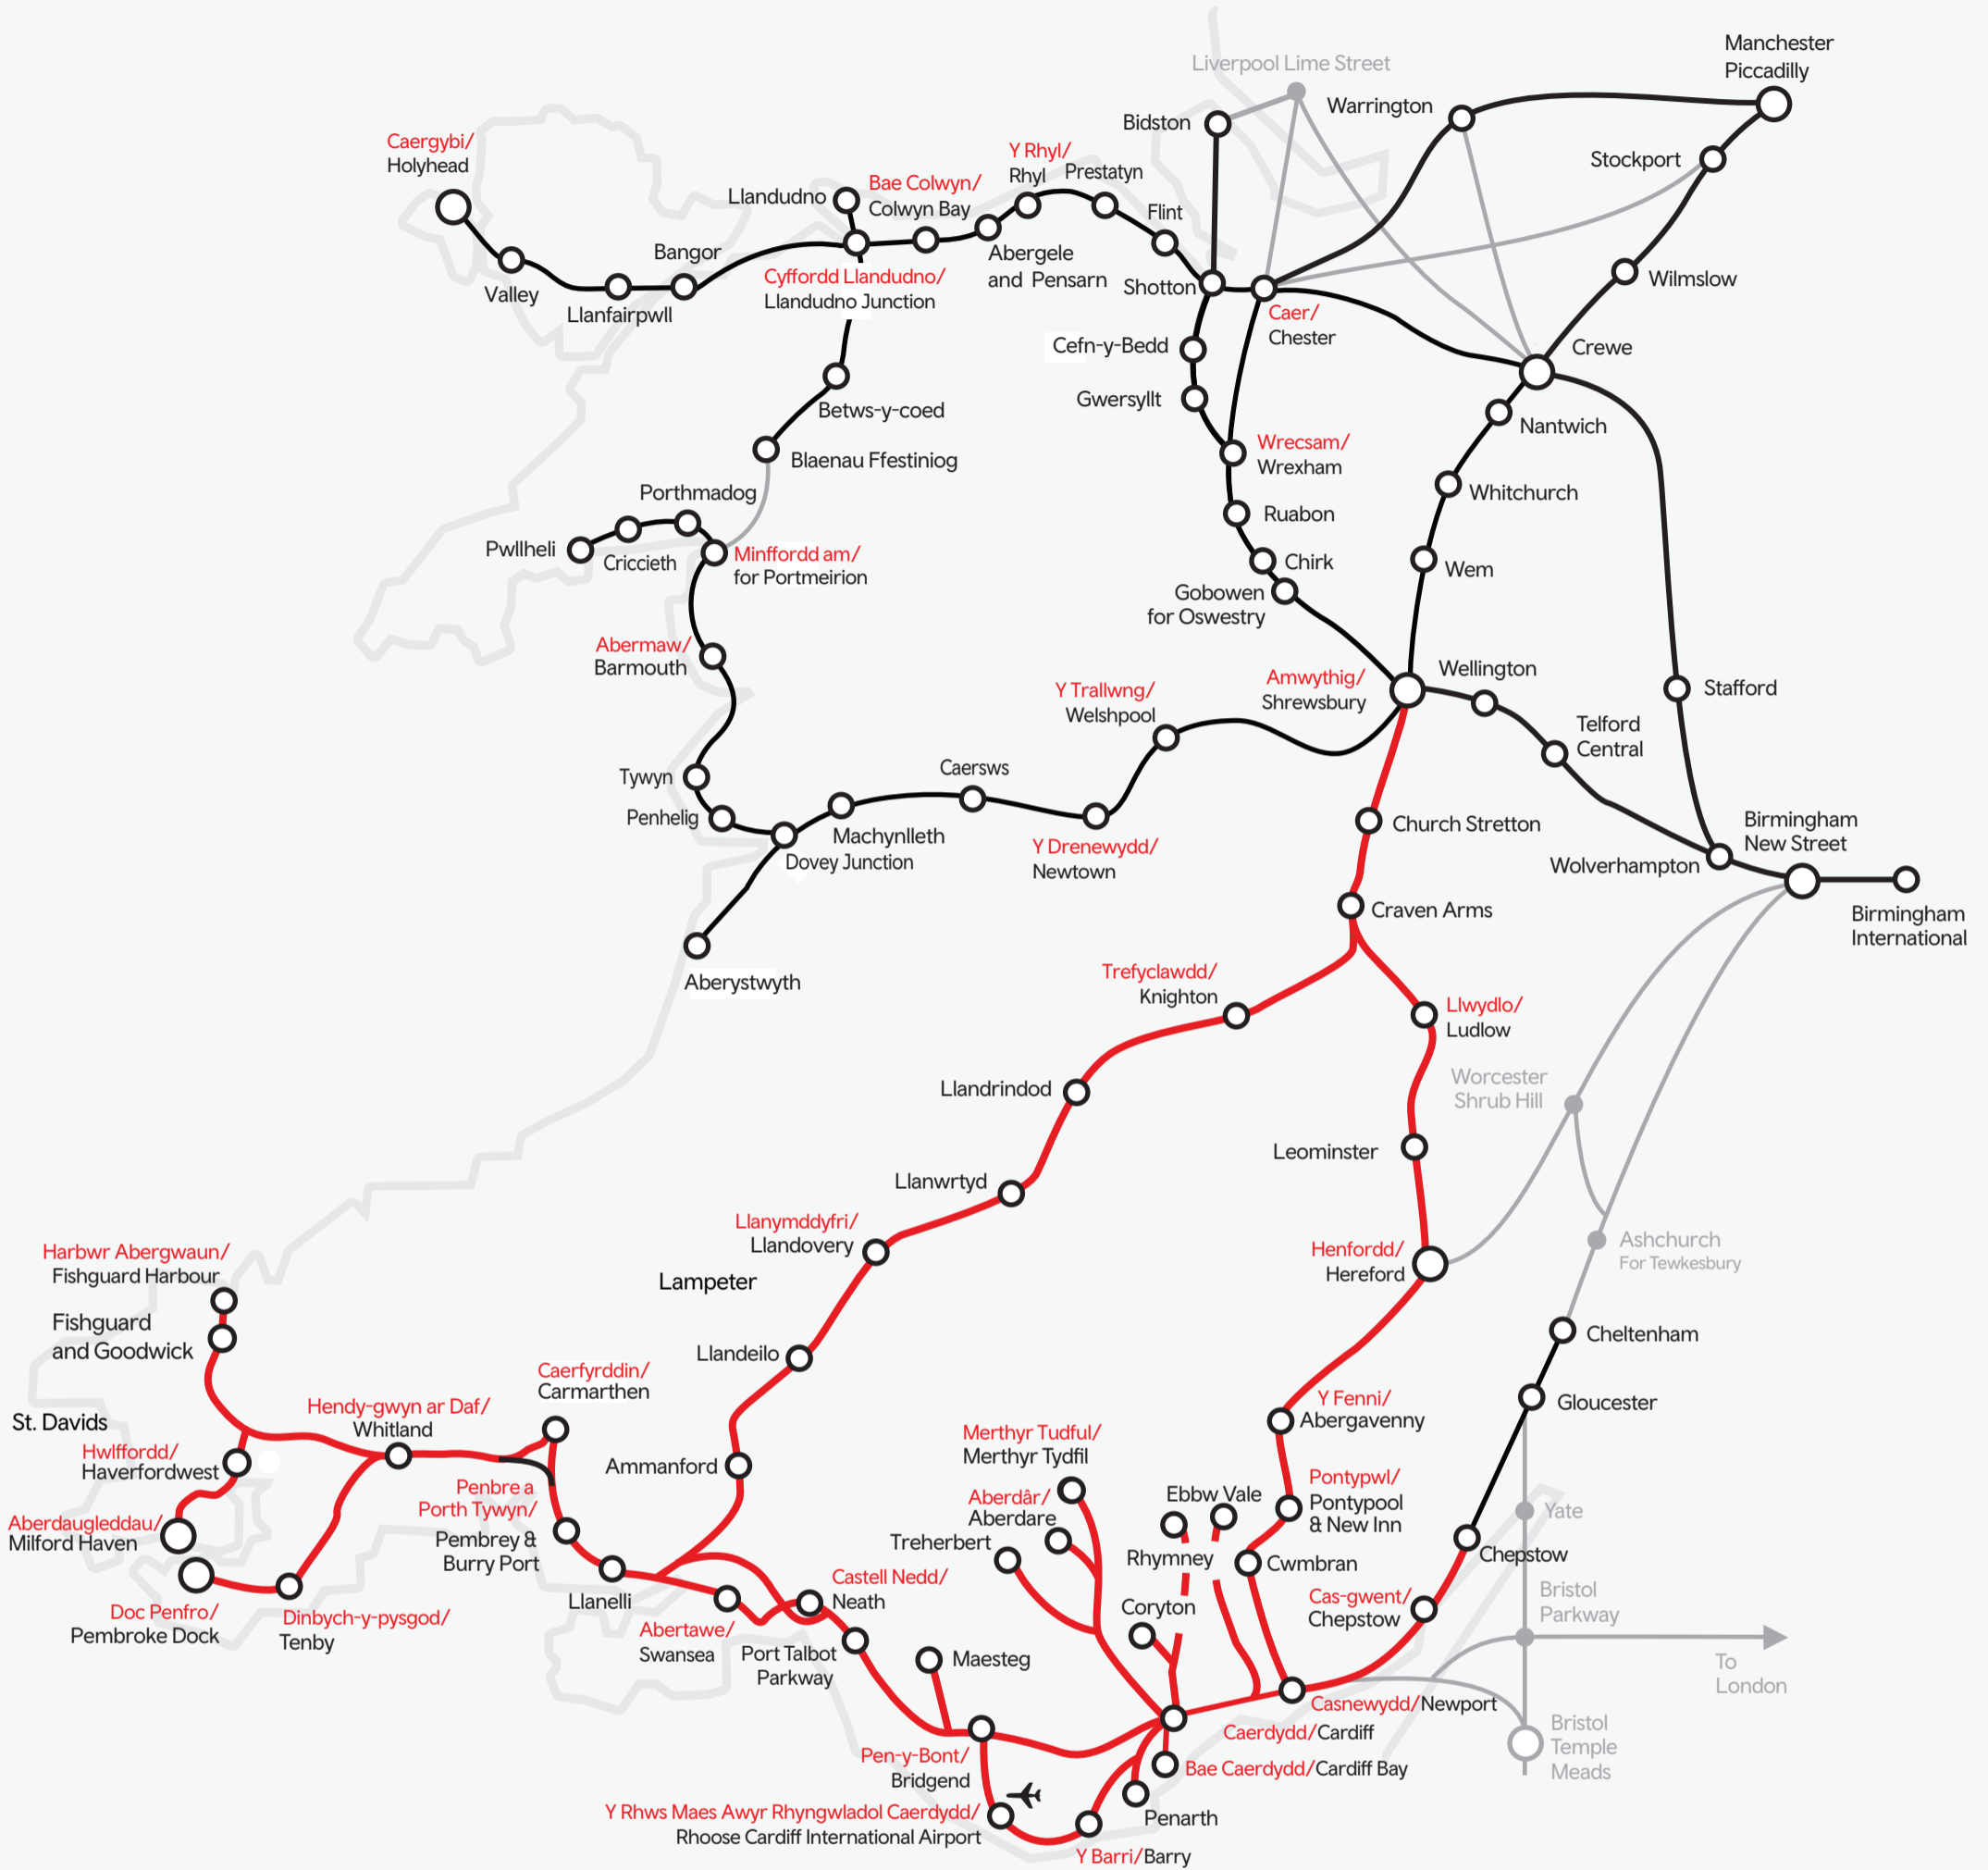 Manchester
Piccadilly
Liverpool Lime Street
Warrington
Bidston
Stockport
Caergybi/
Holyhead
Y Rhyl/
Rhyl
Prestatyn
Llandudno
Bae Colwyn/
Colwyn Bay
Flint
Bangor
Abergele
and Pensarn
Valley
Llanfairpwll
Cyffordd Llandudno/
Llandudno Junction
Shotton
Wilmslow
Caer/
Chester
Cefn-y-Bedd
Crewe
Gwersyllt
Betws-y-coed
Nantwich
Wrecsam/
Wrexham
Blaenau Ffestiniog
Whitchurch
Porthmadog
Ruabon
Pwllheli
Criccieth
Minffordd am/
for Portmeirion
Chirk
Wem
Gobowen
for Oswestry
Abermaw/
Barmouth
Amwythig/
Shrewsbury
Wellington
Y Trallwng/
Welshpool
Stafford
Telford
Central
Tywyn
Caersws
Penhelig
Machynlleth
Dovey Junction
Y Drenewydd/
Newtown
Church Stretton
Birmingham
New Street
Wolverhampton
Craven Arms
Birmingham
International
Aberystwyth
Trefyclawdd/
Knighton
Llwydlo/
Ludlow
Llandrindod
Worcester
Shrub Hill
Leominster
Llanwrtyd
Llanymddyfri/
Llandovery
Lampeter
Henfordd/
Hereford
Ashchurch
For Tewkesbury
Harbwr Abergwaun/
Fishguard Harbour
Fishguard
and Goodwick
Cheltenham
Llandeilo
Caerfyrddin/
Carmarthen
Gloucester
St. Davids
Hendy-gwyn ar Daf/
Whitland
Y Fenni/
Abergavenny
Hwlffordd/
Haverfordwest
Ammanford
Merthyr Tudful/
Merthyr Tydfil
Penbre a
Porth Tywyn/
Pembrey &
Burry Port
Aberdâr/
Aberdare
Ebbw Vale
Pontypwl/
Pontypool
& New Inn
Yate
Aberdaugleddau/
Milford Haven
Treherbert
Rhymney
Cwmbran
Chepstow
Llanelli
Castell Nedd/
Neath
Coryton
Cas-gwent/
Chepstow
Bristol
Parkway
Doc Penfro/
Pembroke Dock
Dinbych-y-pysgod/
Tenby
Abertawe/
Swansea
Port Talbot
Parkway
Maesteg
To
London
Casnewydd/Newport
Caerdydd/Cardiff
Bristol
Temple
Meads
Pen-y-Bont/
Bridgend
Bae Caerdydd/Cardiff Bay
Y Rhws Maes Awyr Rhyngwladol Caerdydd/
Rhoose Cardiff International Airport
Penarth
Y Barri/Barry